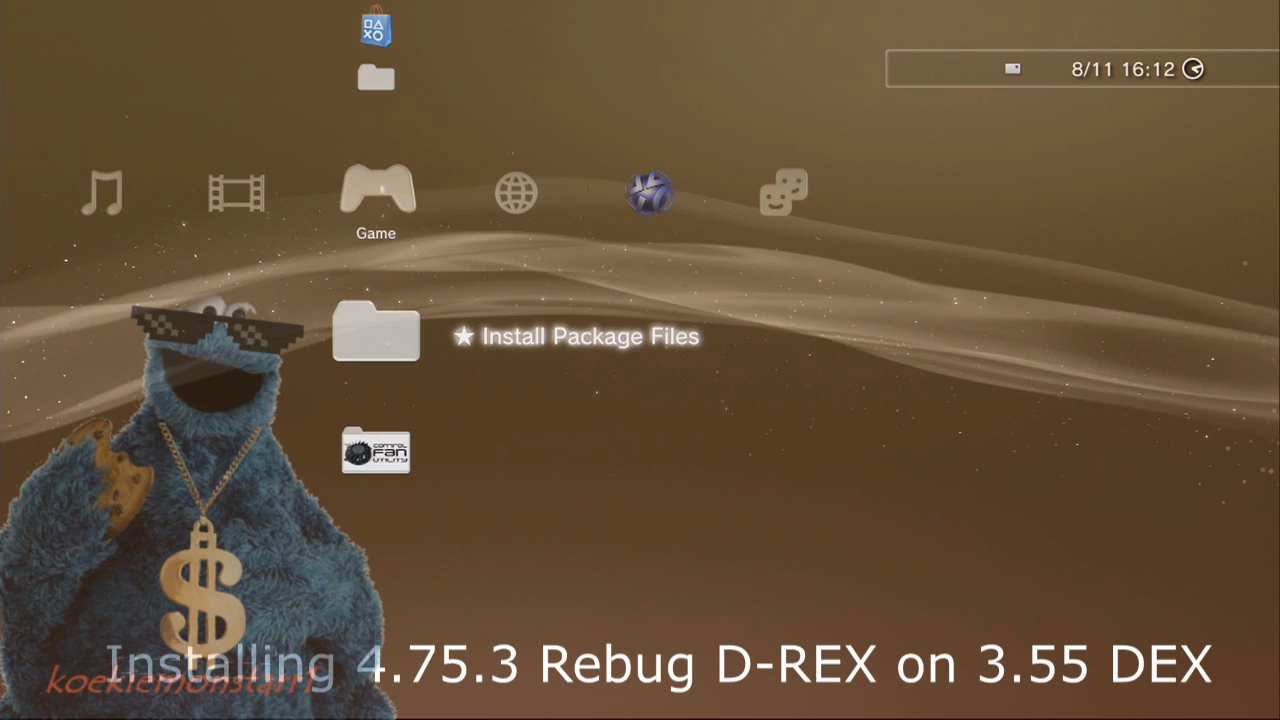 8/11 16:12
Game
★ Install Package Files
CONTROL
FAN
UTILITY
Installing 4.75.3 Rebug D-REX on 3.55 DEX
koekiemonstarr1